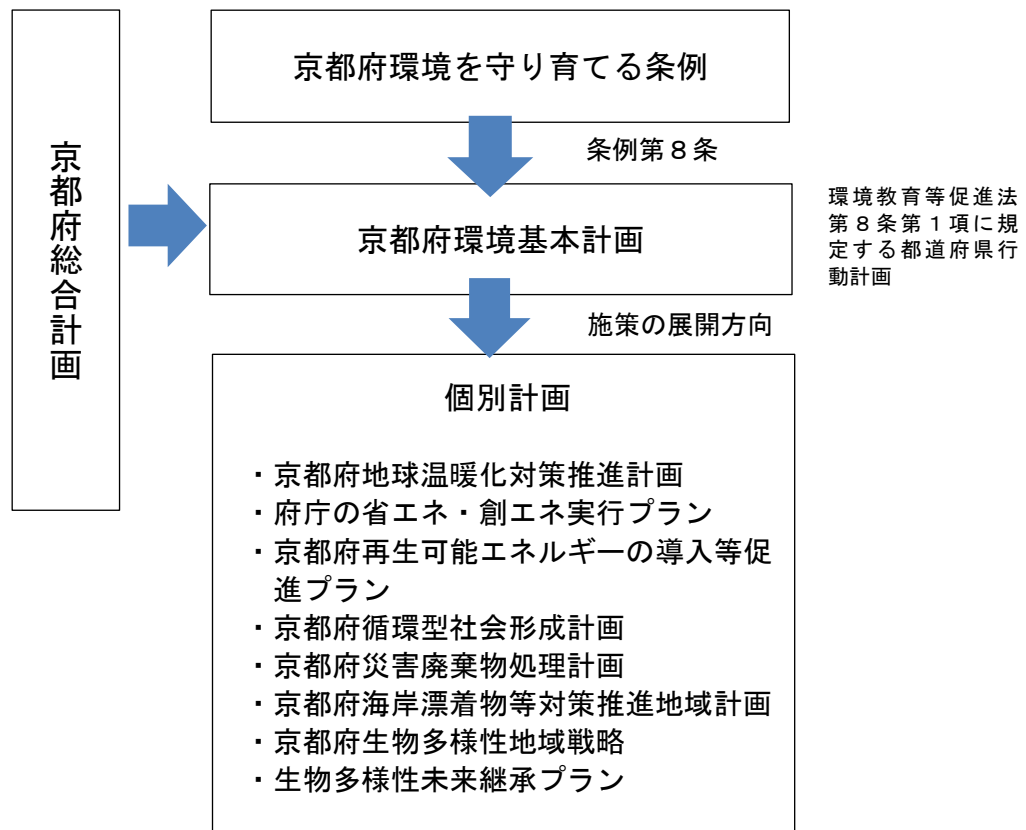 京都府総合計画
京都府環境を守り育てる条例
条例第８条
京都府環境基本計画
環境教育等促進法
第８条第１項に規
定する都道府県行
動計画
施策の展開方向
個別計画
・京都府地球温暖化対策推進計画
・府庁の省エネ・創エネ実行プラン
・京都府再生可能エネルギーの導入等促
進プラン
・京都府循環型社会形成計画
・京都府災害廃棄物処理計画
・京都府海岸漂着物等対策推進地域計画
・京都府生物多様性地域戦略
・生物多様性未来継承プラン